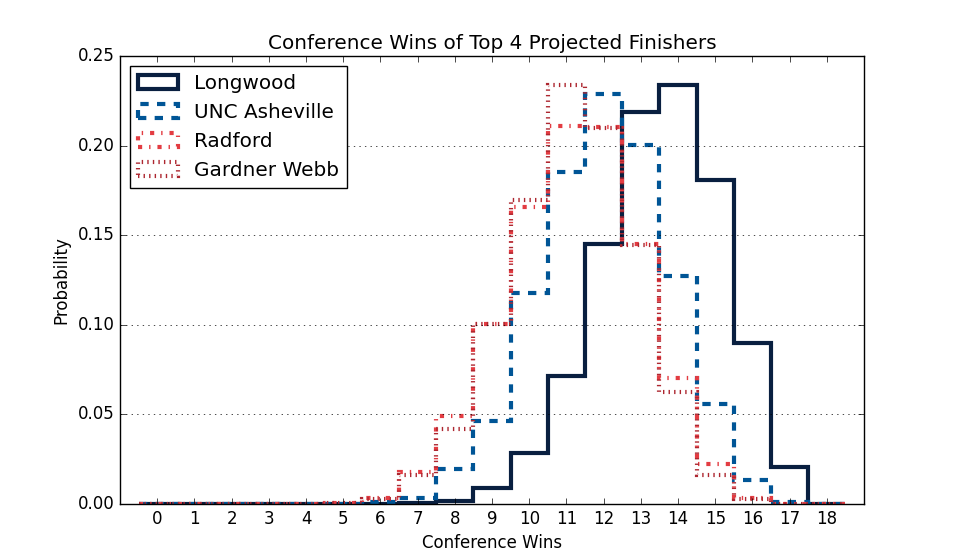 Conference Wins of Top 4 Projected Finishers
0.25
0.20
0.15
0.10
0.05
0.00
Probability
Longwood
UNC Asheville
Radford
Gardner Webb
0 1 2 3 4 5 6 7 8 9 10 11 12 13 14 15 16 17 18
Conference Wins